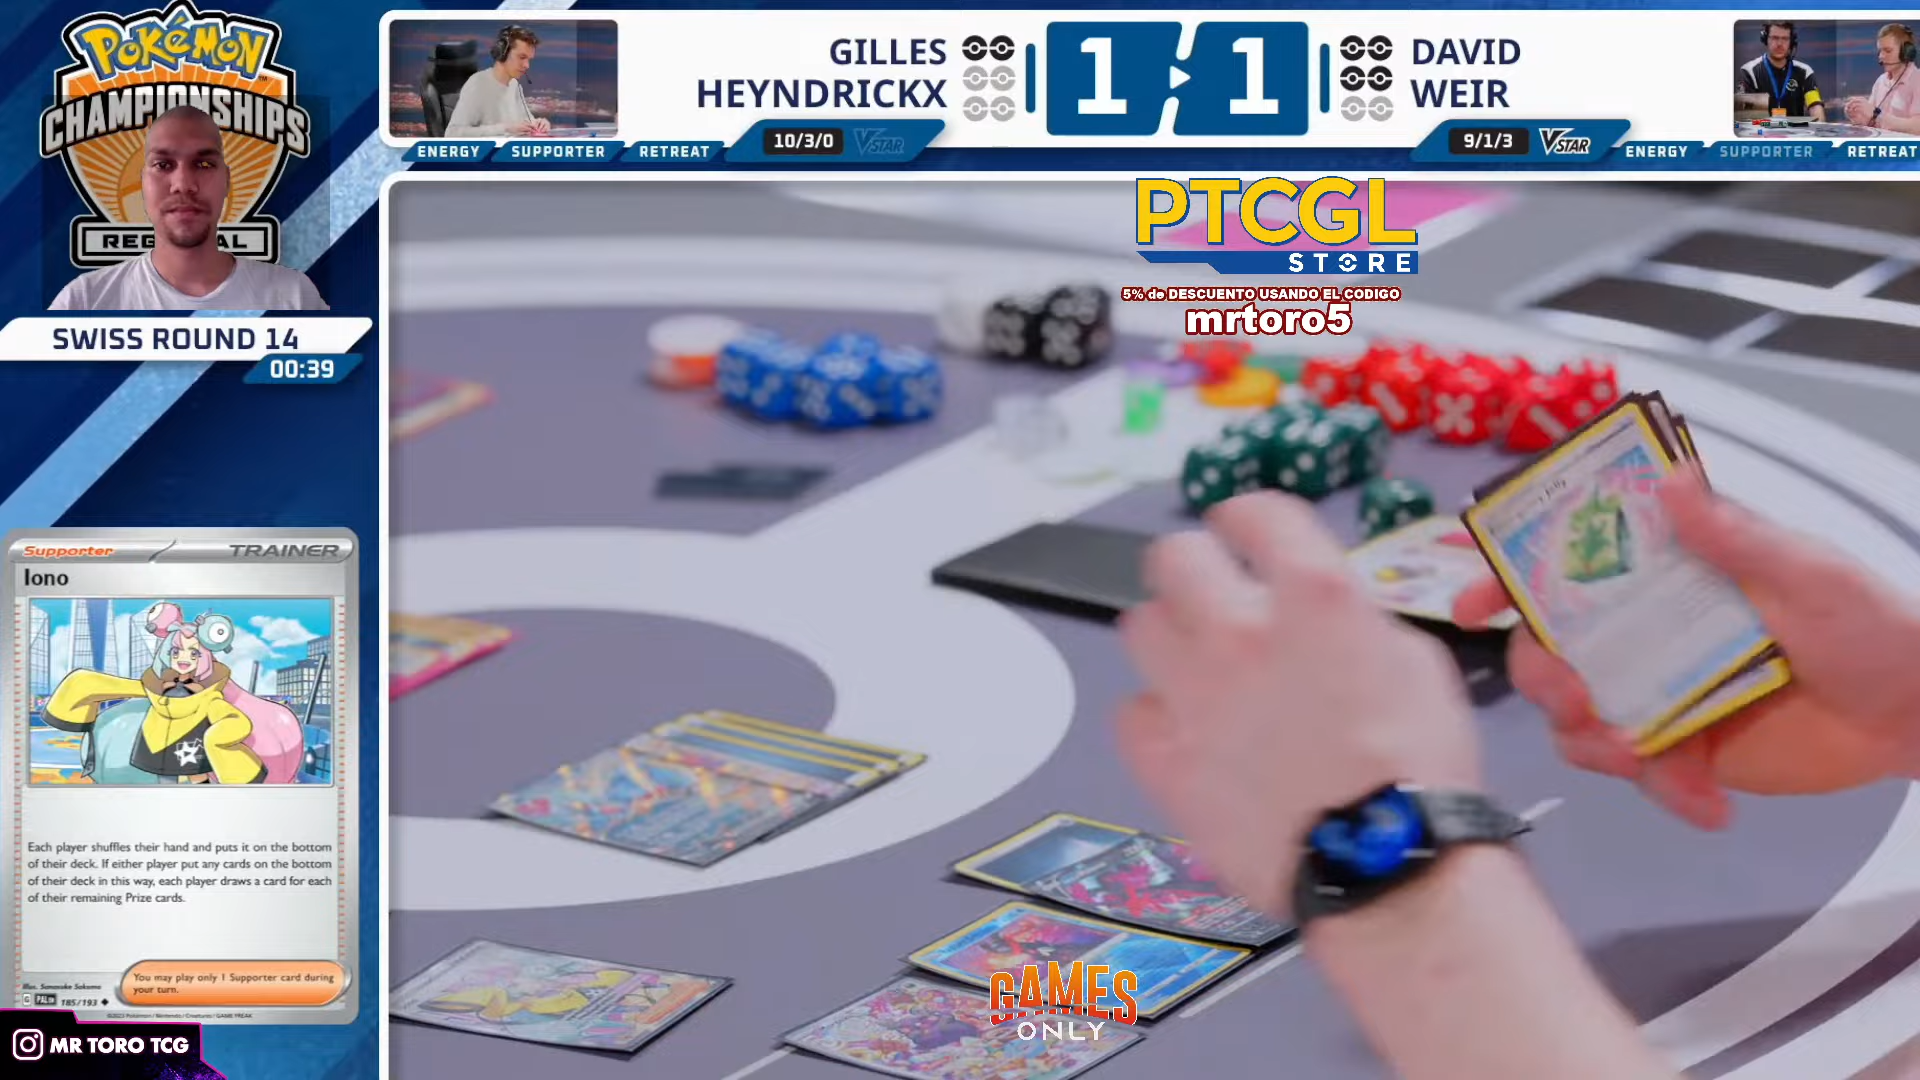 POKéMON
CHAMPIONSHIPS
REGIONAL
SWISS ROUND 14
00:39
GILLES
HEYNDRICKX
1
1
DAVID
WEIR
10/3/0
VSTAR
9/1/3
VSTAR
ENERGY
SUPPORTER
RETREAT
ENERGY
SUPPORTER
RETREAT
PTCGL
STORE
5% de DESCUENTO USANDO EL CODIGO
mrtoro5
Supporter
TRAINER
Iono
Each player shuffles their hand and puts it on the bottom
of their deck. If either player put any cards on the bottom
of their deck in this way, each player draws a card for each
of their remaining Prize cards.
You may play only 1 Supporter card during
your turn.
G PAL EN 185/193
MR TORO TCG
GAMES
ONLY